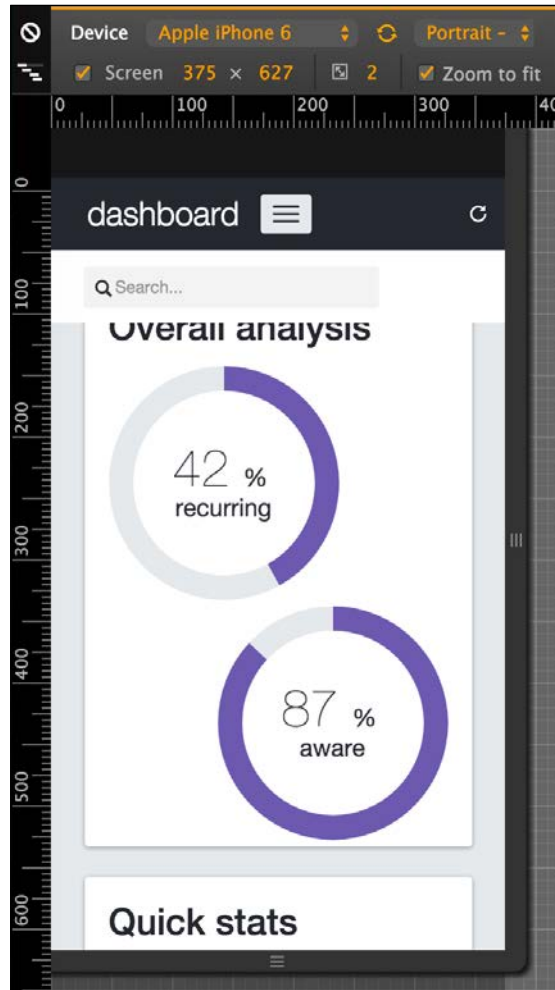 Device Apple iPhone 6 Portrait -
Screen 375 × 627 2 Zoom to fit
0 100 200 300 40
0
100
200
300
400
500
600
dashboard
Search...
Overall analysis
42 %
recurring
87 %
aware
Quick stats